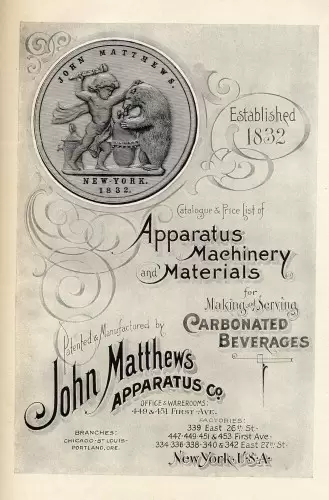 JOHN MATTHEWS.
NEW-YORK.
1832.
Established
1832
Catalogue & Price list of
Apparatus
Machinery
and Materials
for
Making and Serving
CARBONATED
BEVERAGES
Patented & Manufactured by
John Matthews
APPARATUS Co.
OFFICE & WAREROOMS:
449 & 451 FIRST-AVE.
FACTORIES:
339 EAST 26TH ST.-
447-449-451 & 453 FIRST AVE-
334-336-338-340 & 342 EAST 27TH ST-
New York. U.S.A.
BRANCHES:
CHICAGO-ST LOUIS-
PORTLAND, ORE.